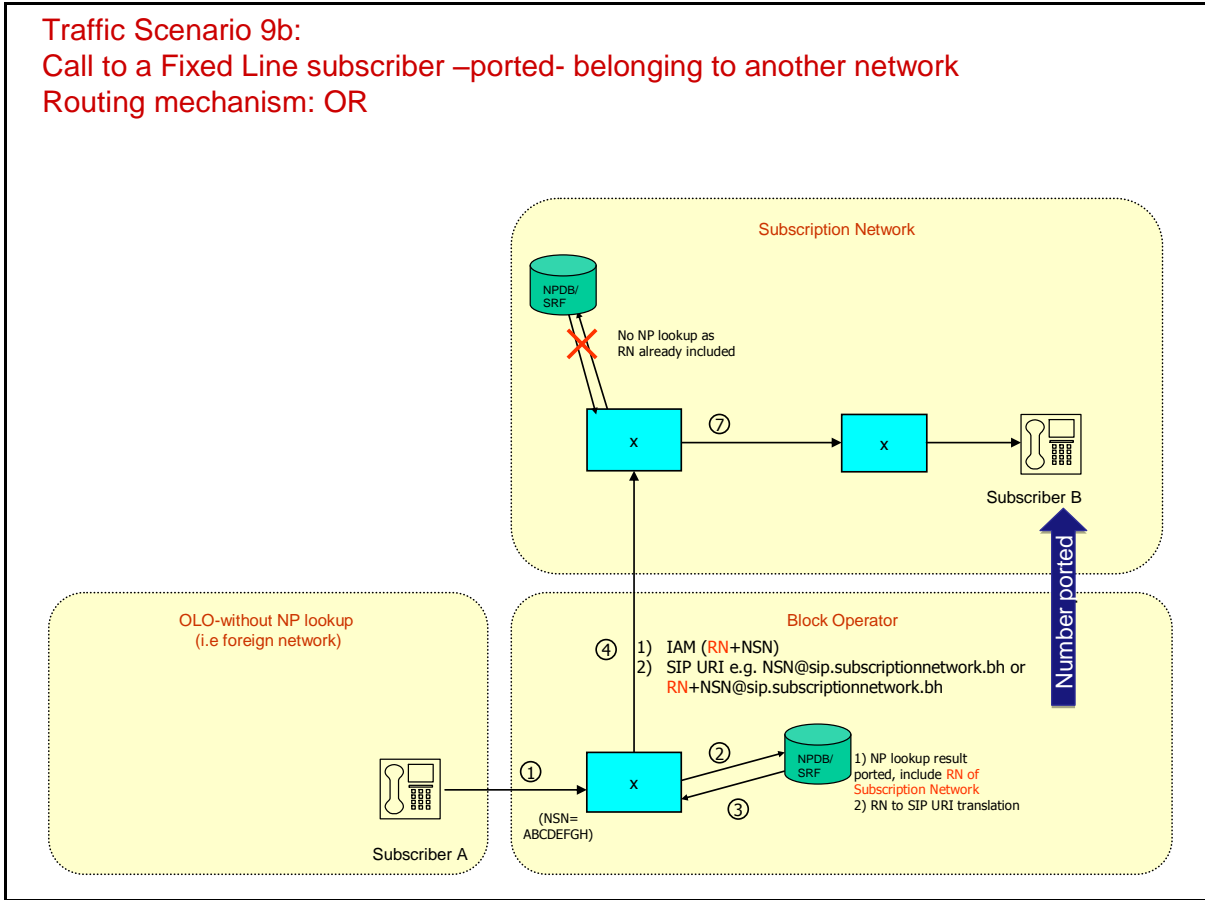 Traffic Scenario 9b:
Call to a Fixed Line subscriber –ported- belonging to another network
Routing mechanism: OR
Subscription Network
NPDB/
SRF
No NP lookup as
RN already included
x
⑦
x
Subscriber B
Number ported
OLO-without NP lookup
(i.e foreign network)
Block Operator
④
1) IAM (RN+NSN)
2) SIP URI e.g. NSN@sip.subscriptionnetwork.bh or
RN+NSN@sip.subscriptionnetwork.bh
①
x
②
③
NPDB/
SRF
1) NP lookup result
ported, include RN of
Subscription Network
2) RN to SIP URI translation
(NSN=
ABCDEFGH)
Subscriber A